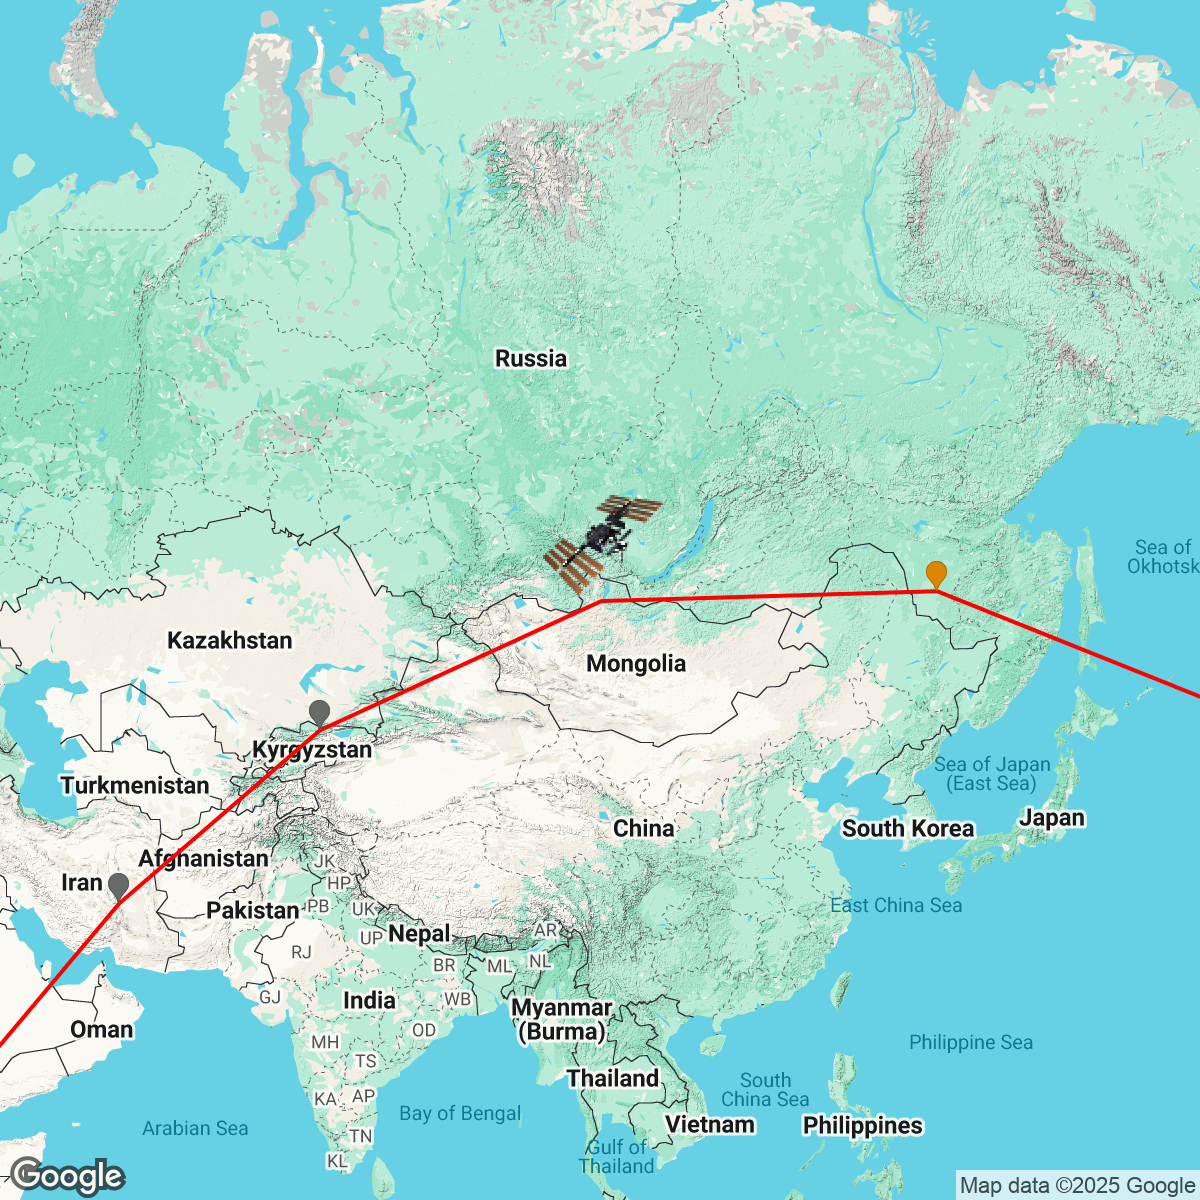 Russia
Sea of
Okhotsk
Kazakhstan
Mongolia
Kyrgyzstan
Sea of Japan
(East Sea)
Turkmenistan
China
South Korea
Japan
Afghanistan
JK
Iran
HP
Pakistan
PB
UK
East China Sea
Nepal
UP
AR
RJ
BR
ML
NL
GJ
India
WB
Myanmar
(Burma)
Oman
OD
MH
Philippine Sea
TS
Thailand
South
China Sea
KA
AP
Bay of Bengal
Arabian Sea
TN
Vietnam
Philippines
KL
Gulf of
Thailand
Google
Map data ©2025 Google